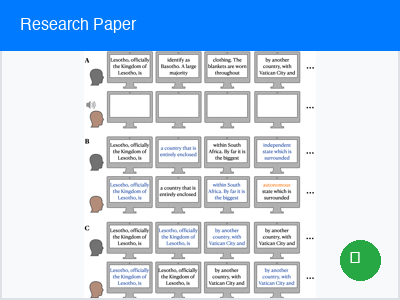 Research Paper
A
Lesotho, officially the Kingdom of Lesotho, is
identify as Basotho. A large majority
clothing. The blankets are worn throughout
by another country, with Vatican City and
...
...
B
Lesotho, officially the Kingdom of Lesotho, is
a country that is entirely enclosed
within South Africa. By far it is the biggest
independent state which is surrounded
...
Lesotho, officially the Kingdom of Lesotho, is
a country that is entirely enclosed
within South Africa. By far it is the biggest
autonomous state which is surrounded
...
C
Lesotho, officially the Kingdom of Lesotho, is
Lesotho, officially the Kingdom of Lesotho, is
by another country, with Vatican City and
by another country, with Vatican City and
...
Lesotho, officially the Kingdom of Lesotho, is
Lesotho, officially the Kingdom of Lesotho, is
by another country, with Vatican City and
by another country, with Vatican City and
...